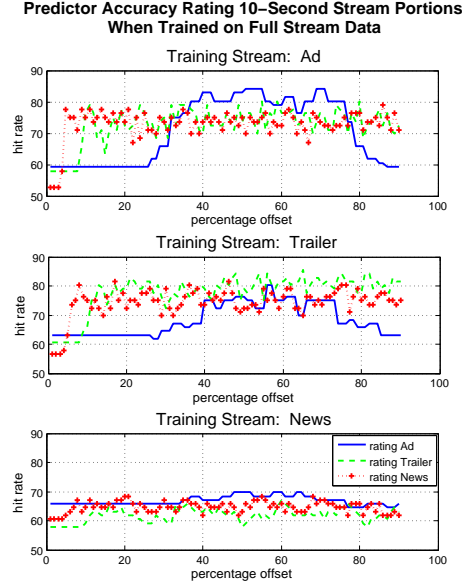 Predictor Accuracy Rating 10−Second Stream Portions
When Trained on Full Stream Data
Training Stream:  Ad
90
80
70
60
50
hit rate
0
20
40
60
80
100
percentage offset
Training Stream:  Trailer
90
80
70
60
50
hit rate
0
20
40
60
80
100
percentage offset
Training Stream:  News
90
80
70
60
50
hit rate
rating Ad
rating Trailer
rating News
0
20
40
60
80
100
percentage offset